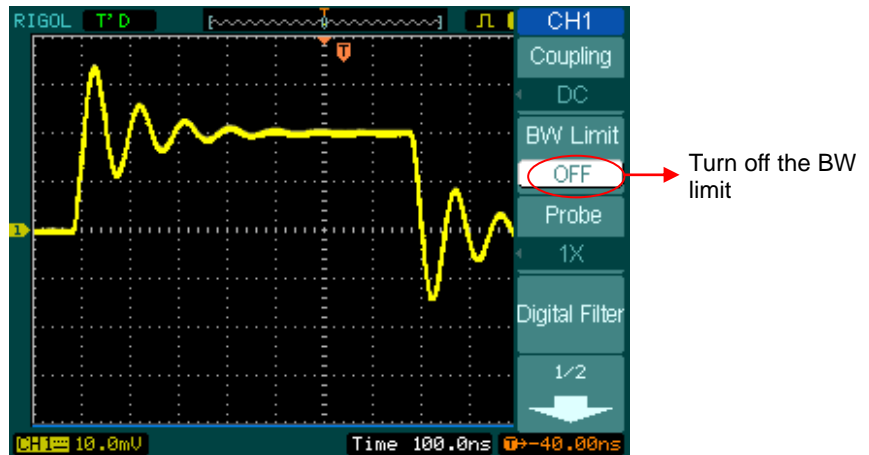 RIGOL T'D CH1
T
Coupling
DC
BW Limit
OFF
Turn off the BW
limit
Probe
1
1X
Digital Filter
1/2
CH1 10.0mV Time 100.0ns T→-40.00ns